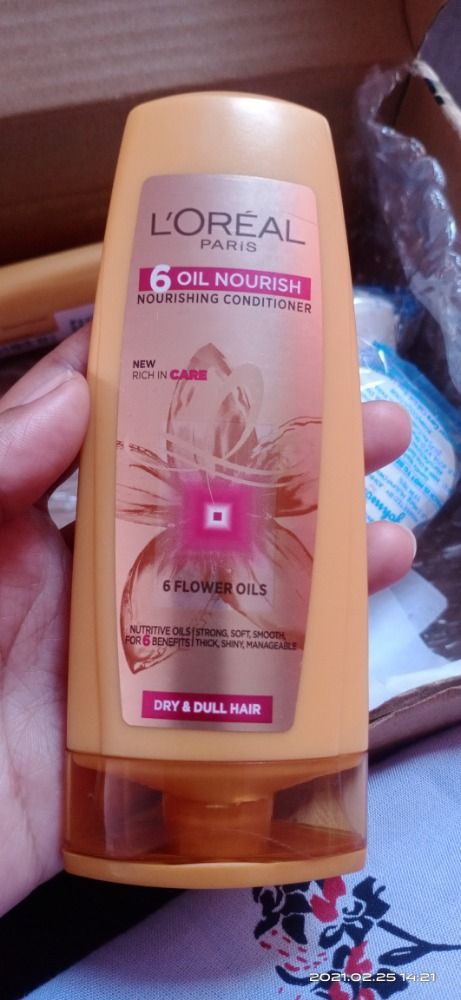 L'ORÉAL
PARIS
6 OIL NOURISH
NOURISHING CONDITIONER
NEW
RICH IN CARE
6 FLOWER OILS
NUTRITIVE OILS | STRONG, SOFT, SMOOTH,
FOR 6 BENEFITS | THICK, SHINY, MANAGEABLE
DRY & DULL HAIR
2021.02.25 14:21